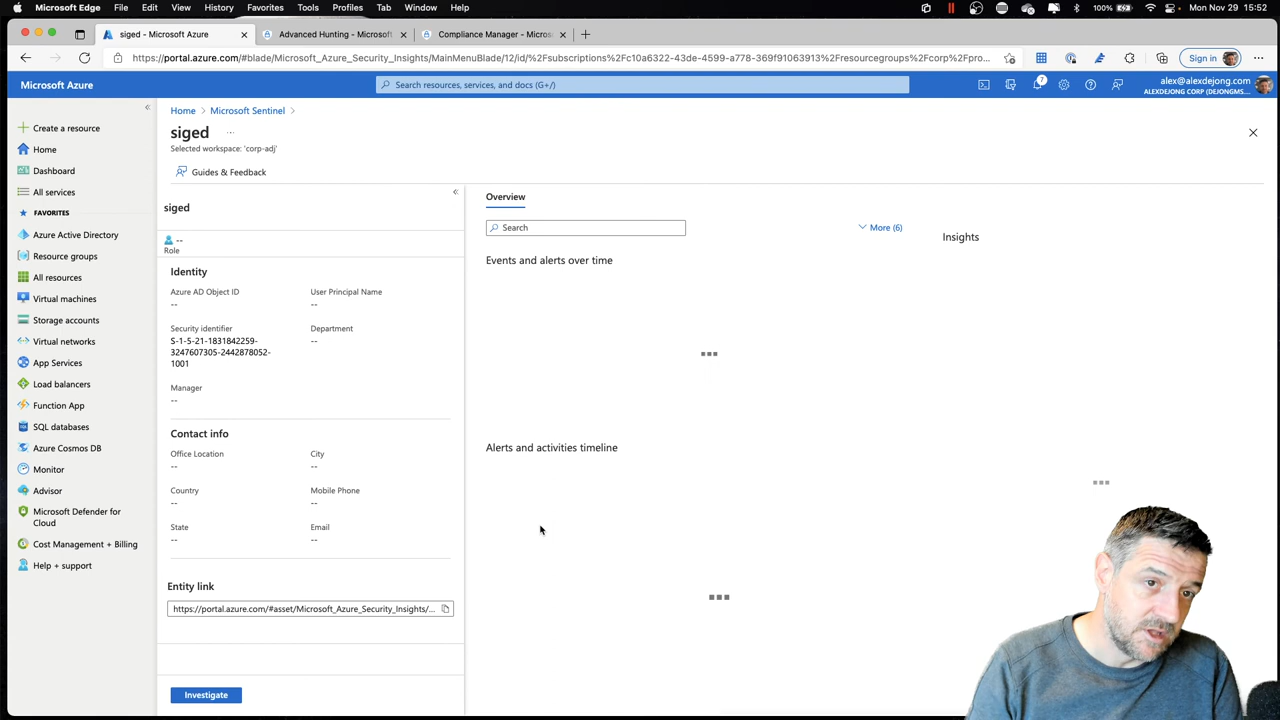 Microsoft Edge File Edit View History Favorites Tools Profiles Tab Window Help 100% Mon Nov 29 15:52
siged - Microsoft Azure
Advanced Hunting - Microsoft
Compliance Manager - Micros
https://portal.azure.com/#blade/Microsoft_Azure_Security_Insights/MainMenuBlade/12/id/%2Fsubscriptions%2Fc10a6322-43de-4599-a778-369f91063913%2Fresourcegroups%2Fcorp%2Fpro...
Sign in
Microsoft Azure
Search resources, services, and docs (G+/)
7
alex@alexdejong.com
ALEXDEJONG CORP (DEJONGMS...
Create a resource
Home
Dashboard
All services
FAVORITES
Azure Active Directory
Resource groups
All resources
Virtual machines
Storage accounts
Virtual networks
App Services
Load balancers
Function App
SQL databases
Azure Cosmos DB
Monitor
Advisor
Microsoft Defender for
Cloud
Cost Management + Billing
Help + support
Home > Microsoft Sentinel >
siged ...
Selected workspace: 'corp-adj'
Guides & Feedback
siged
--
Role
Identity
Azure AD Object ID
--
User Principal Name
--
Security identifier
S-1-5-21-1831842259-
3247607305-2442878052-
1001
Department
--
Manager
--
Contact info
Office Location
--
City
--
Country
--
Mobile Phone
--
State
--
Email
--
Entity link
https://portal.azure.com/#asset/Microsoft_Azure_Security_Insights/...
Investigate
Overview
Search
More (6)
Events and alerts over time
Alerts and activities timeline
Insights